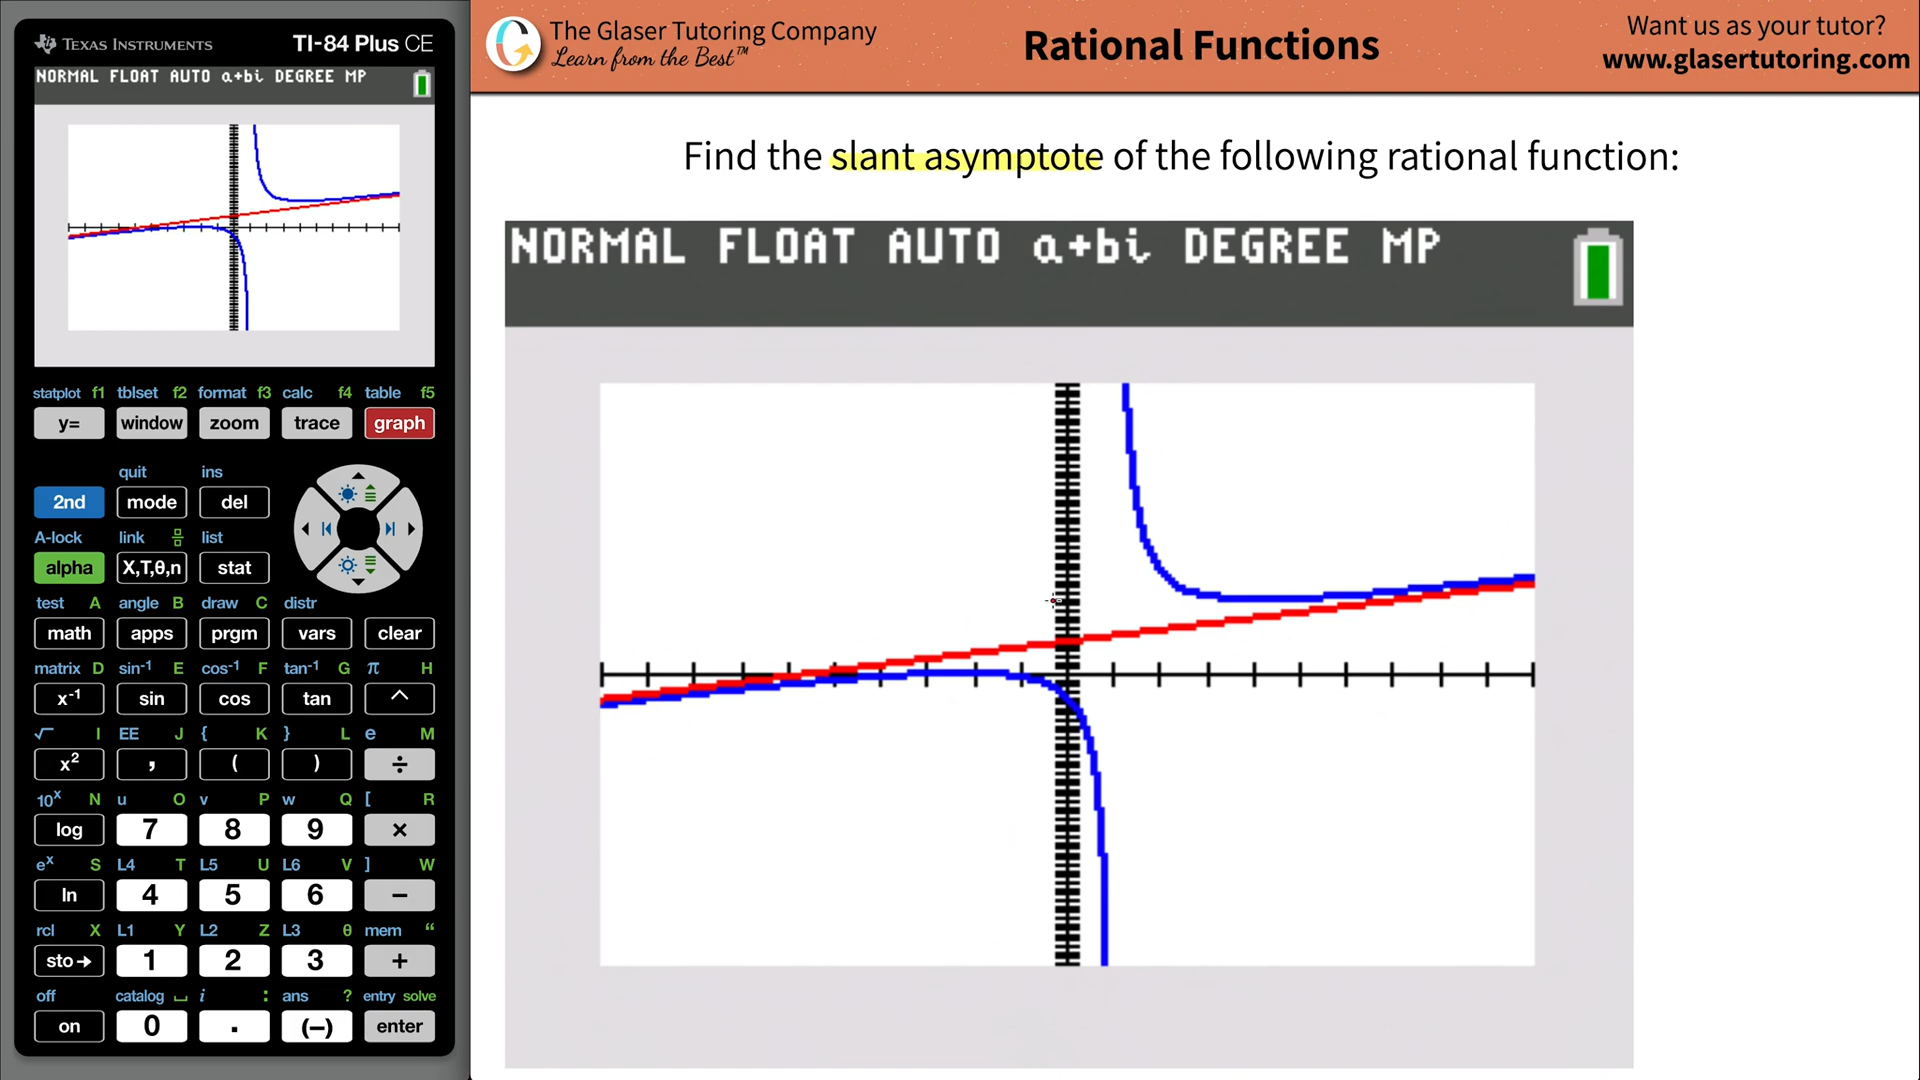 TEXAS INSTRUMENTS TI-84 Plus CE
NORMAL FLOAT AUTO a+bi DEGREE MP
statplot f1 tblset f2 format f3 calc f4 table f5
y= window zoom trace graph
quit ins
2nd mode del
A-lock link list
alpha X,T,θ,n stat
test A angle B draw C distr
math apps prgm vars clear
matrix D sin⁻¹ E cos⁻¹ F tan⁻¹ G π H
x⁻¹ sin cos tan ^
√ I EE J { K } L e M
x² , ( ) ÷
10ˣ N u O v P w Q [ R
log 7 8 9 ×
eˣ S L4 T L5 U L6 V ] W
ln 4 5 6 −
rcl X L1 Y L2 Z L3 θ mem “
sto→ 1 2 3 +
off catalog ⎵ i : ans ? entry solve
on 0 . (–) enter
The Glaser Tutoring Company
Learn from the Best™
Rational Functions
Want us as your tutor?
www.glasertutoring.com
Find the slant asymptote of the following rational function:
NORMAL FLOAT AUTO a+bi DEGREE MP